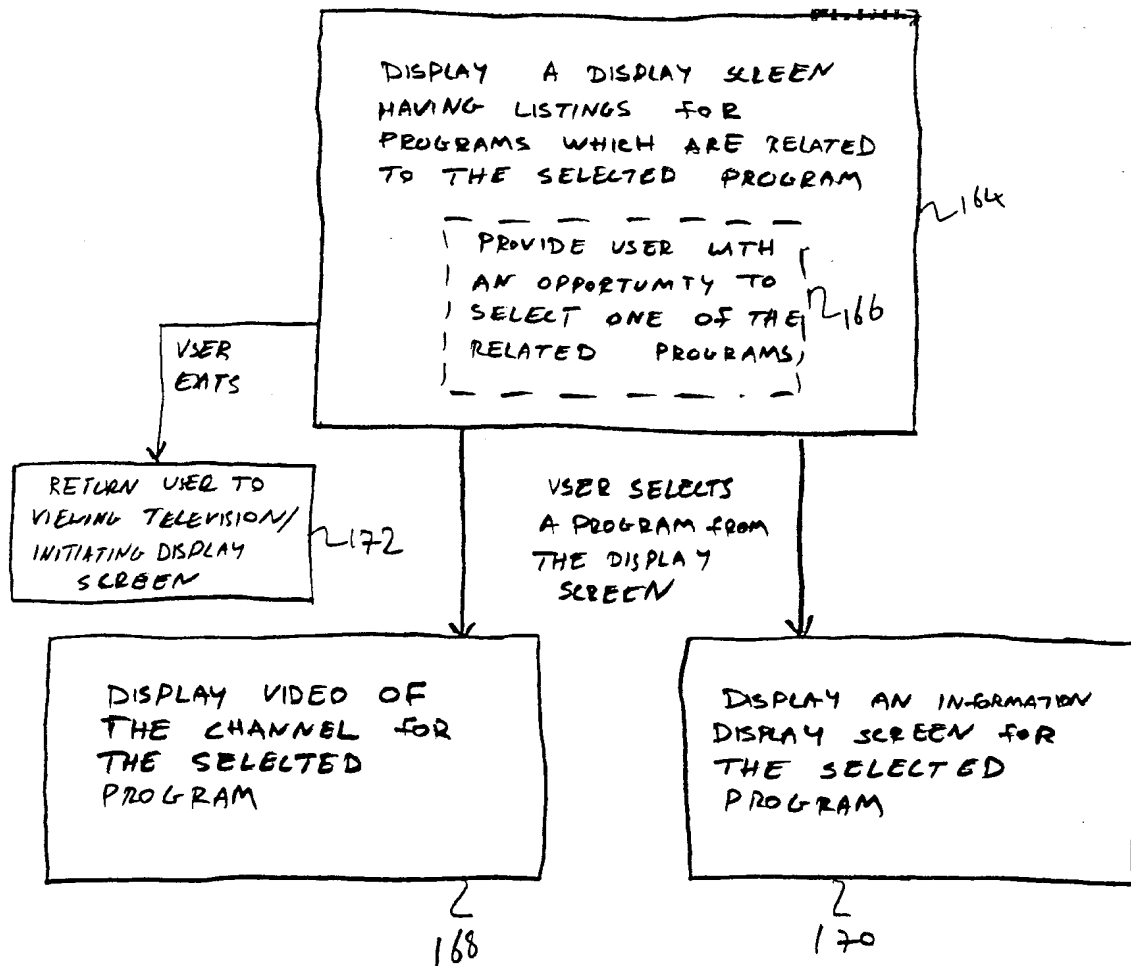 DISPLAY A DISPLAY SCREEN
HAVING LISTINGS FOR
PROGRAMS WHICH ARE RELATED
TO THE SELECTED PROGRAM
164
PROVIDE USER WITH
AN OPPORTUNITY TO
SELECT ONE OF THE
RELATED PROGRAMS
166
USER
EXITS
RETURN USER TO
VIEWING TELEVISION/
INITIATING DISPLAY
SCREEN
172
USER SELECTS
A PROGRAM FROM
THE DISPLAY
SCREEN
DISPLAY VIDEO OF
THE CHANNEL FOR
THE SELECTED
PROGRAM
168
DISPLAY AN INFORMATION
DISPLAY SCREEN FOR
THE SELECTED
PROGRAM
170